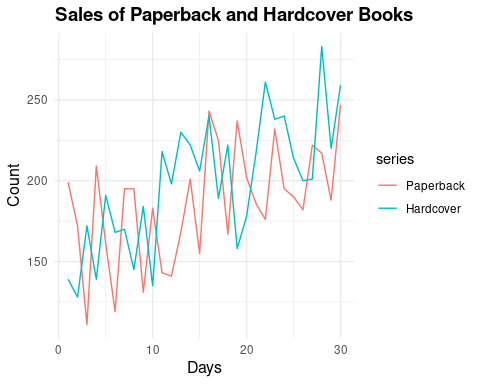 Sales of Paperback and Hardcover Books
250
200
150
Count
0
10
20
30
Days
series
Paperback
Hardcover